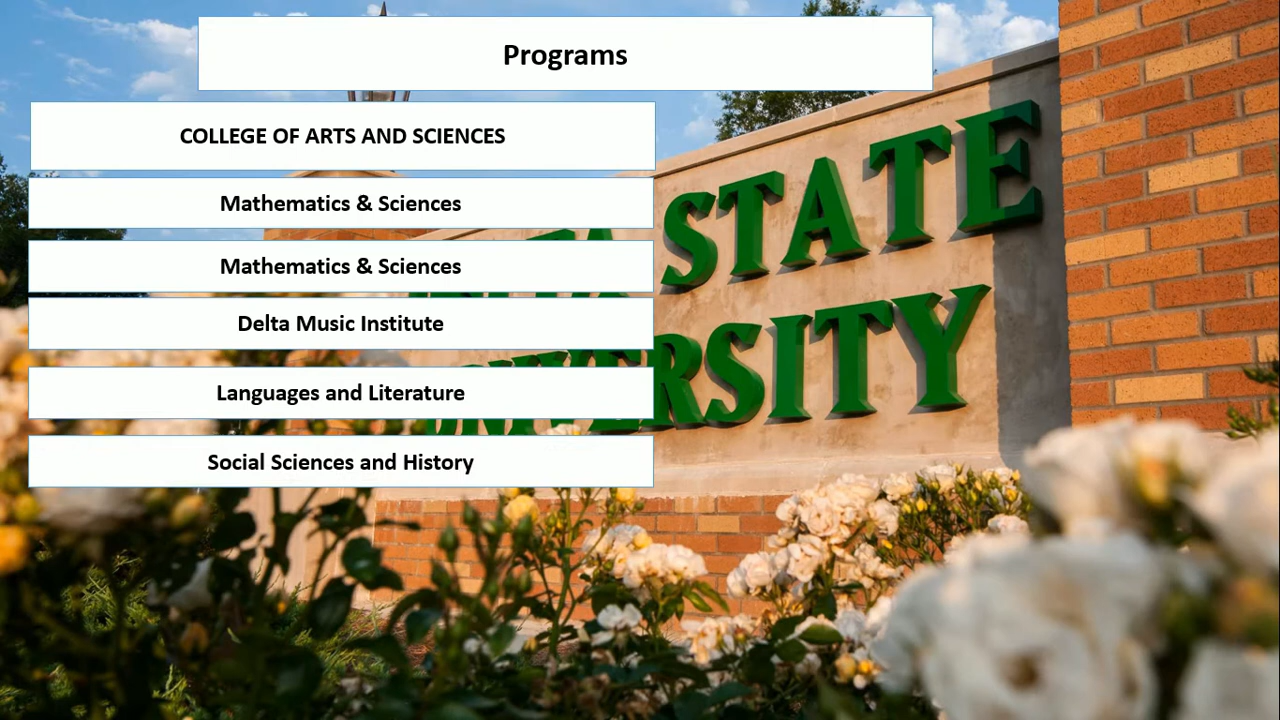 Programs
COLLEGE OF ARTS AND SCIENCES
Mathematics & Sciences
Mathematics & Sciences
Delta Music Institute
Languages and Literature
Social Sciences and History
STATE